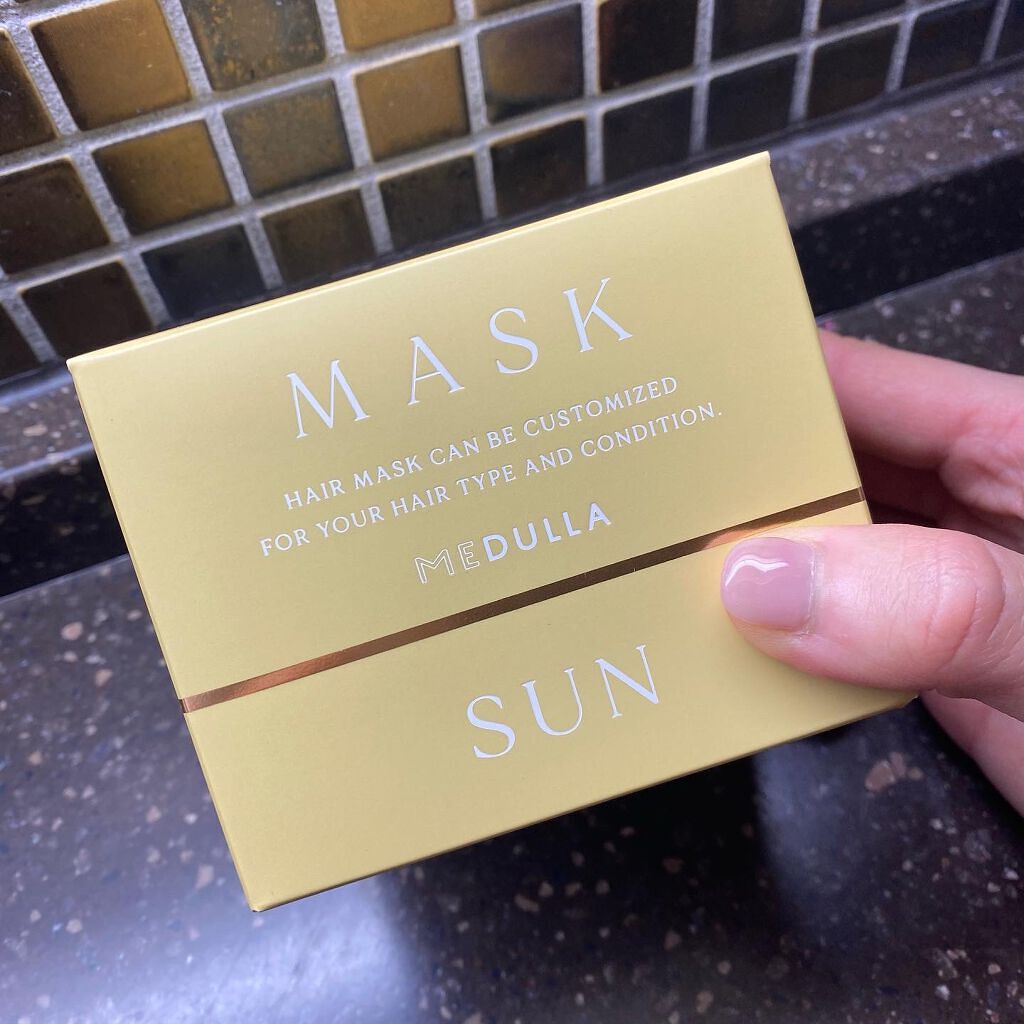 MASK
HAIR MASK CAN BE CUSTOMIZED
FOR YOUR HAIR TYPE AND CONDITION.
MEDULLA
SUN